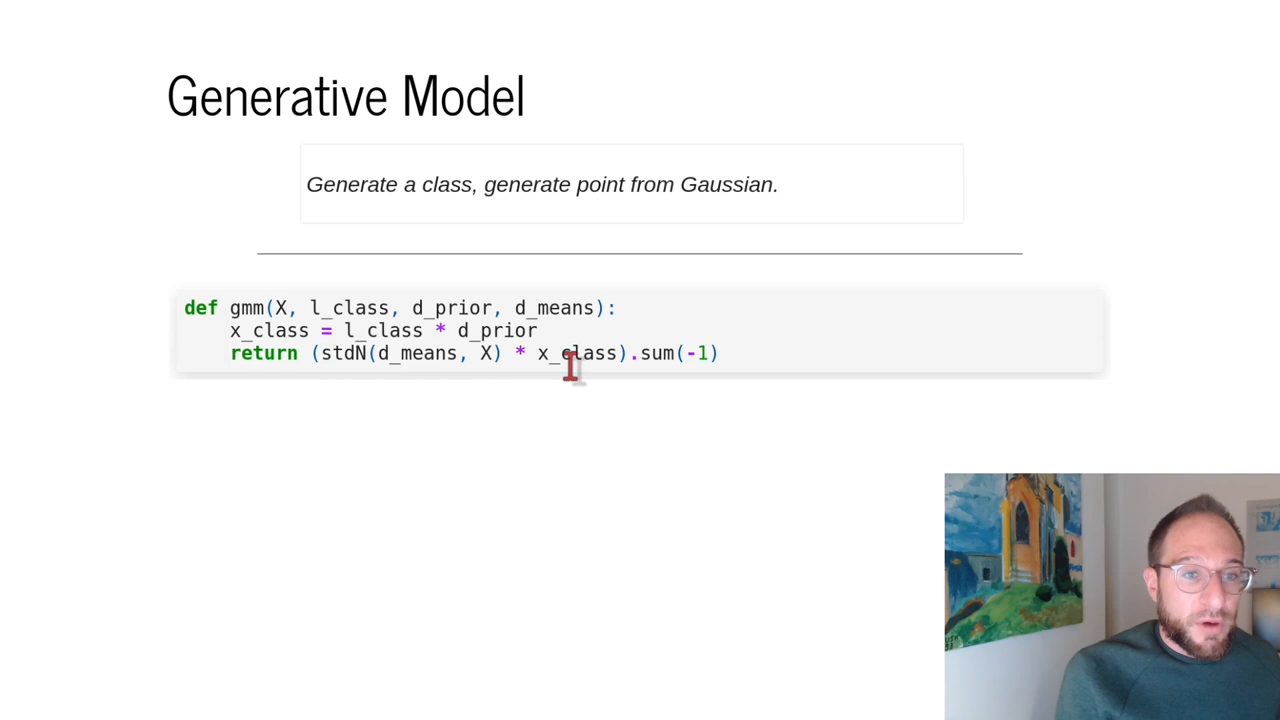 Generative Model
Generate a class, generate point from Gaussian.
def gmm(X, l_class, d_prior, d_means):
    x_class = l_class * d_prior
    return (stdN(d_means, X) * x_class).sum(-1)